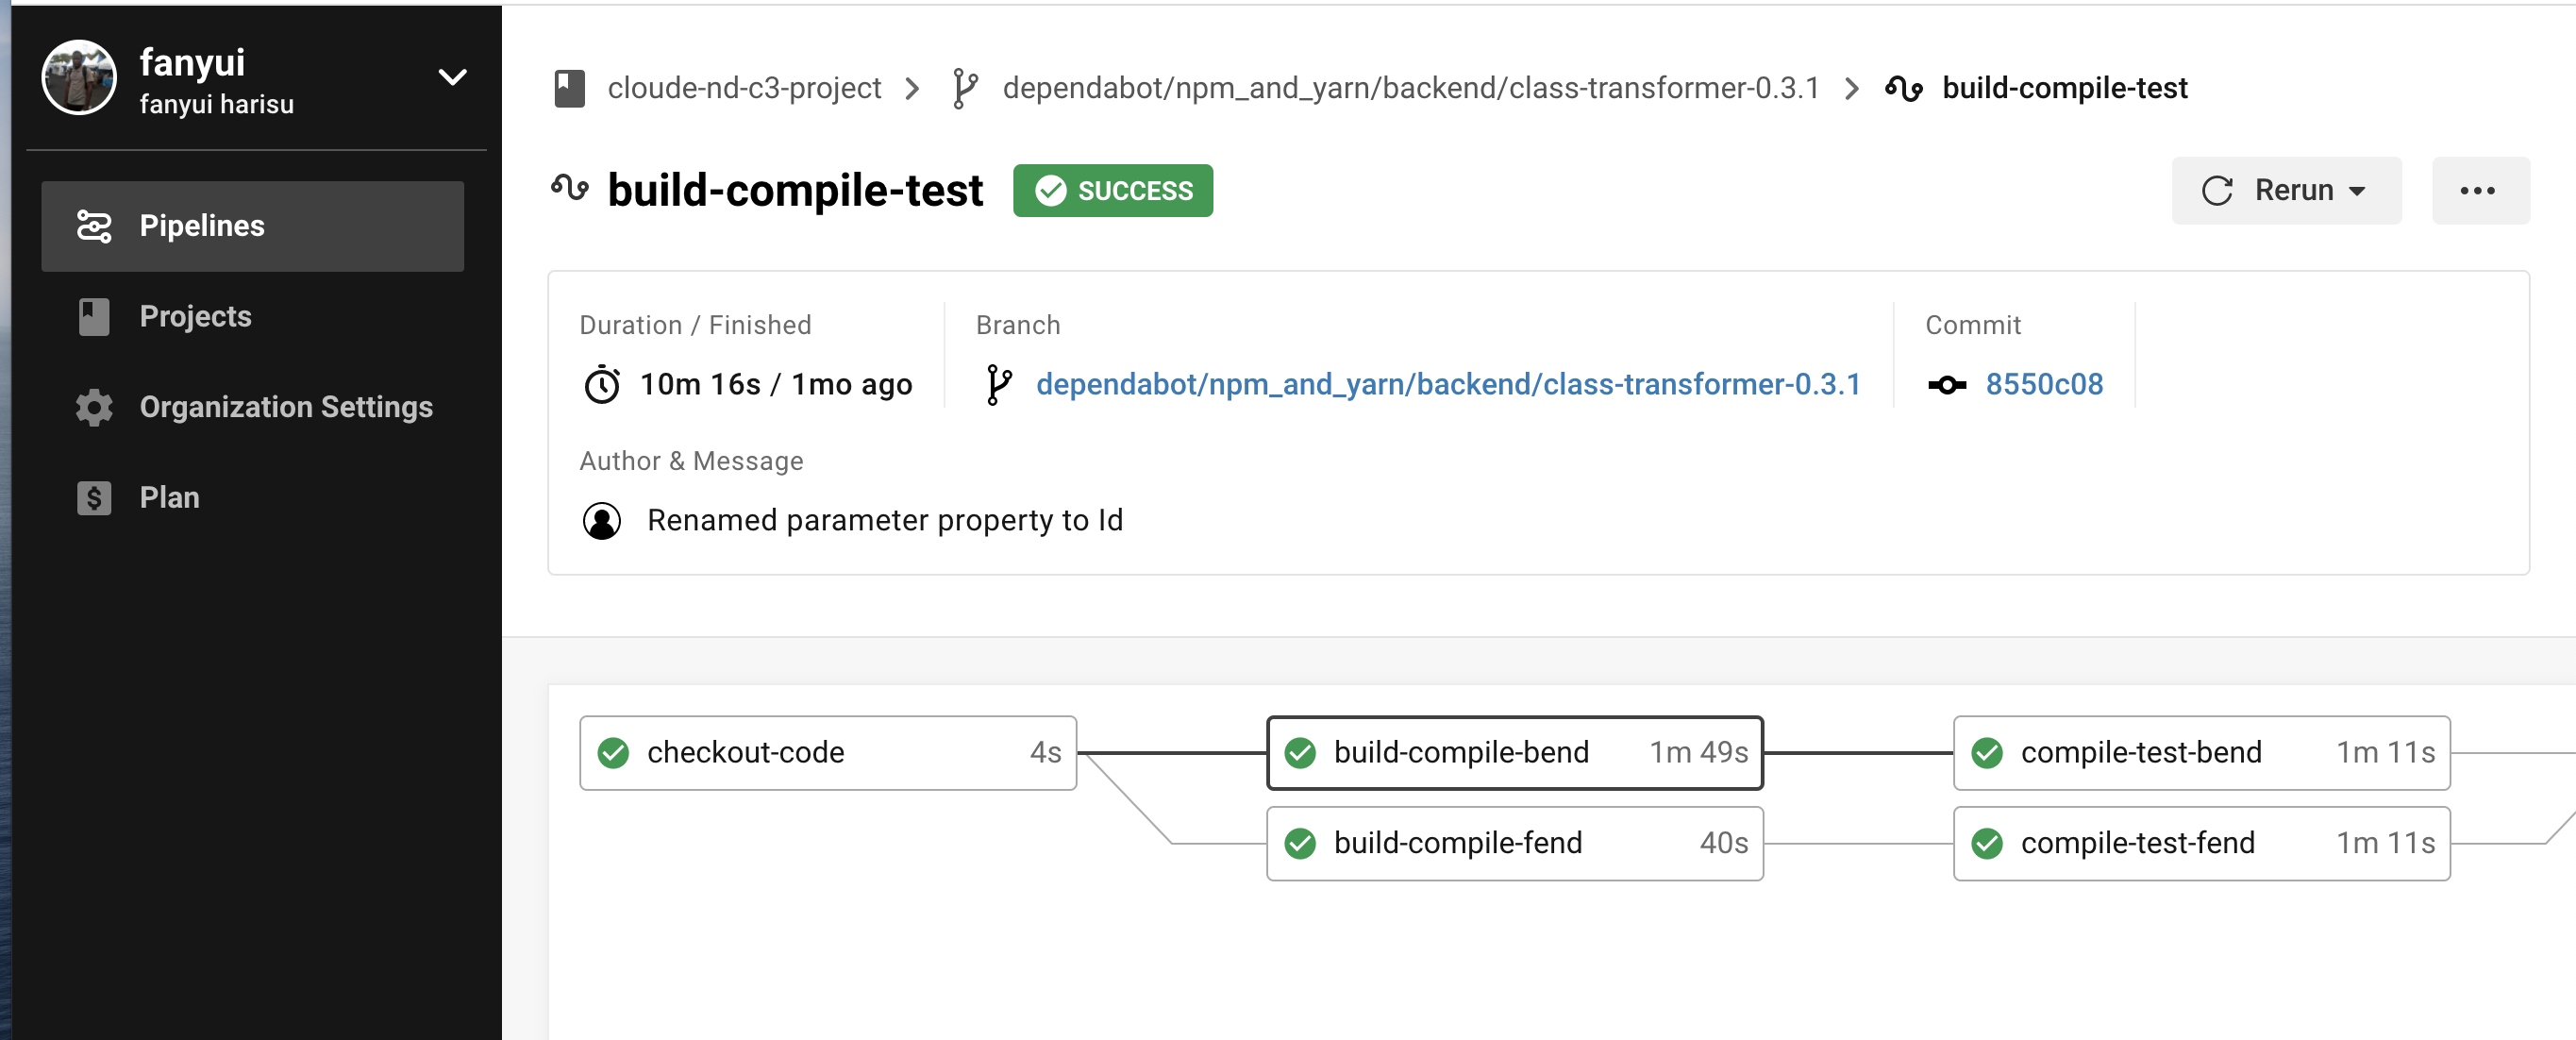 fanyui
fanyui harisu
Pipelines
Projects
Organization Settings
Plan
cloude-nd-c3-project
dependabot/npm_and_yarn/backend/class-transformer-0.3.1
build-compile-test
build-compile-test
SUCCESS
Rerun
Duration / Finished
10m 16s / 1mo ago
Branch
dependabot/npm_and_yarn/backend/class-transformer-0.3.1
Commit
8550c08
Author & Message
Renamed parameter property to Id
checkout-code 4s
build-compile-bend 1m 49s
compile-test-bend 1m 11s
build-compile-fend 40s
compile-test-fend 1m 11s